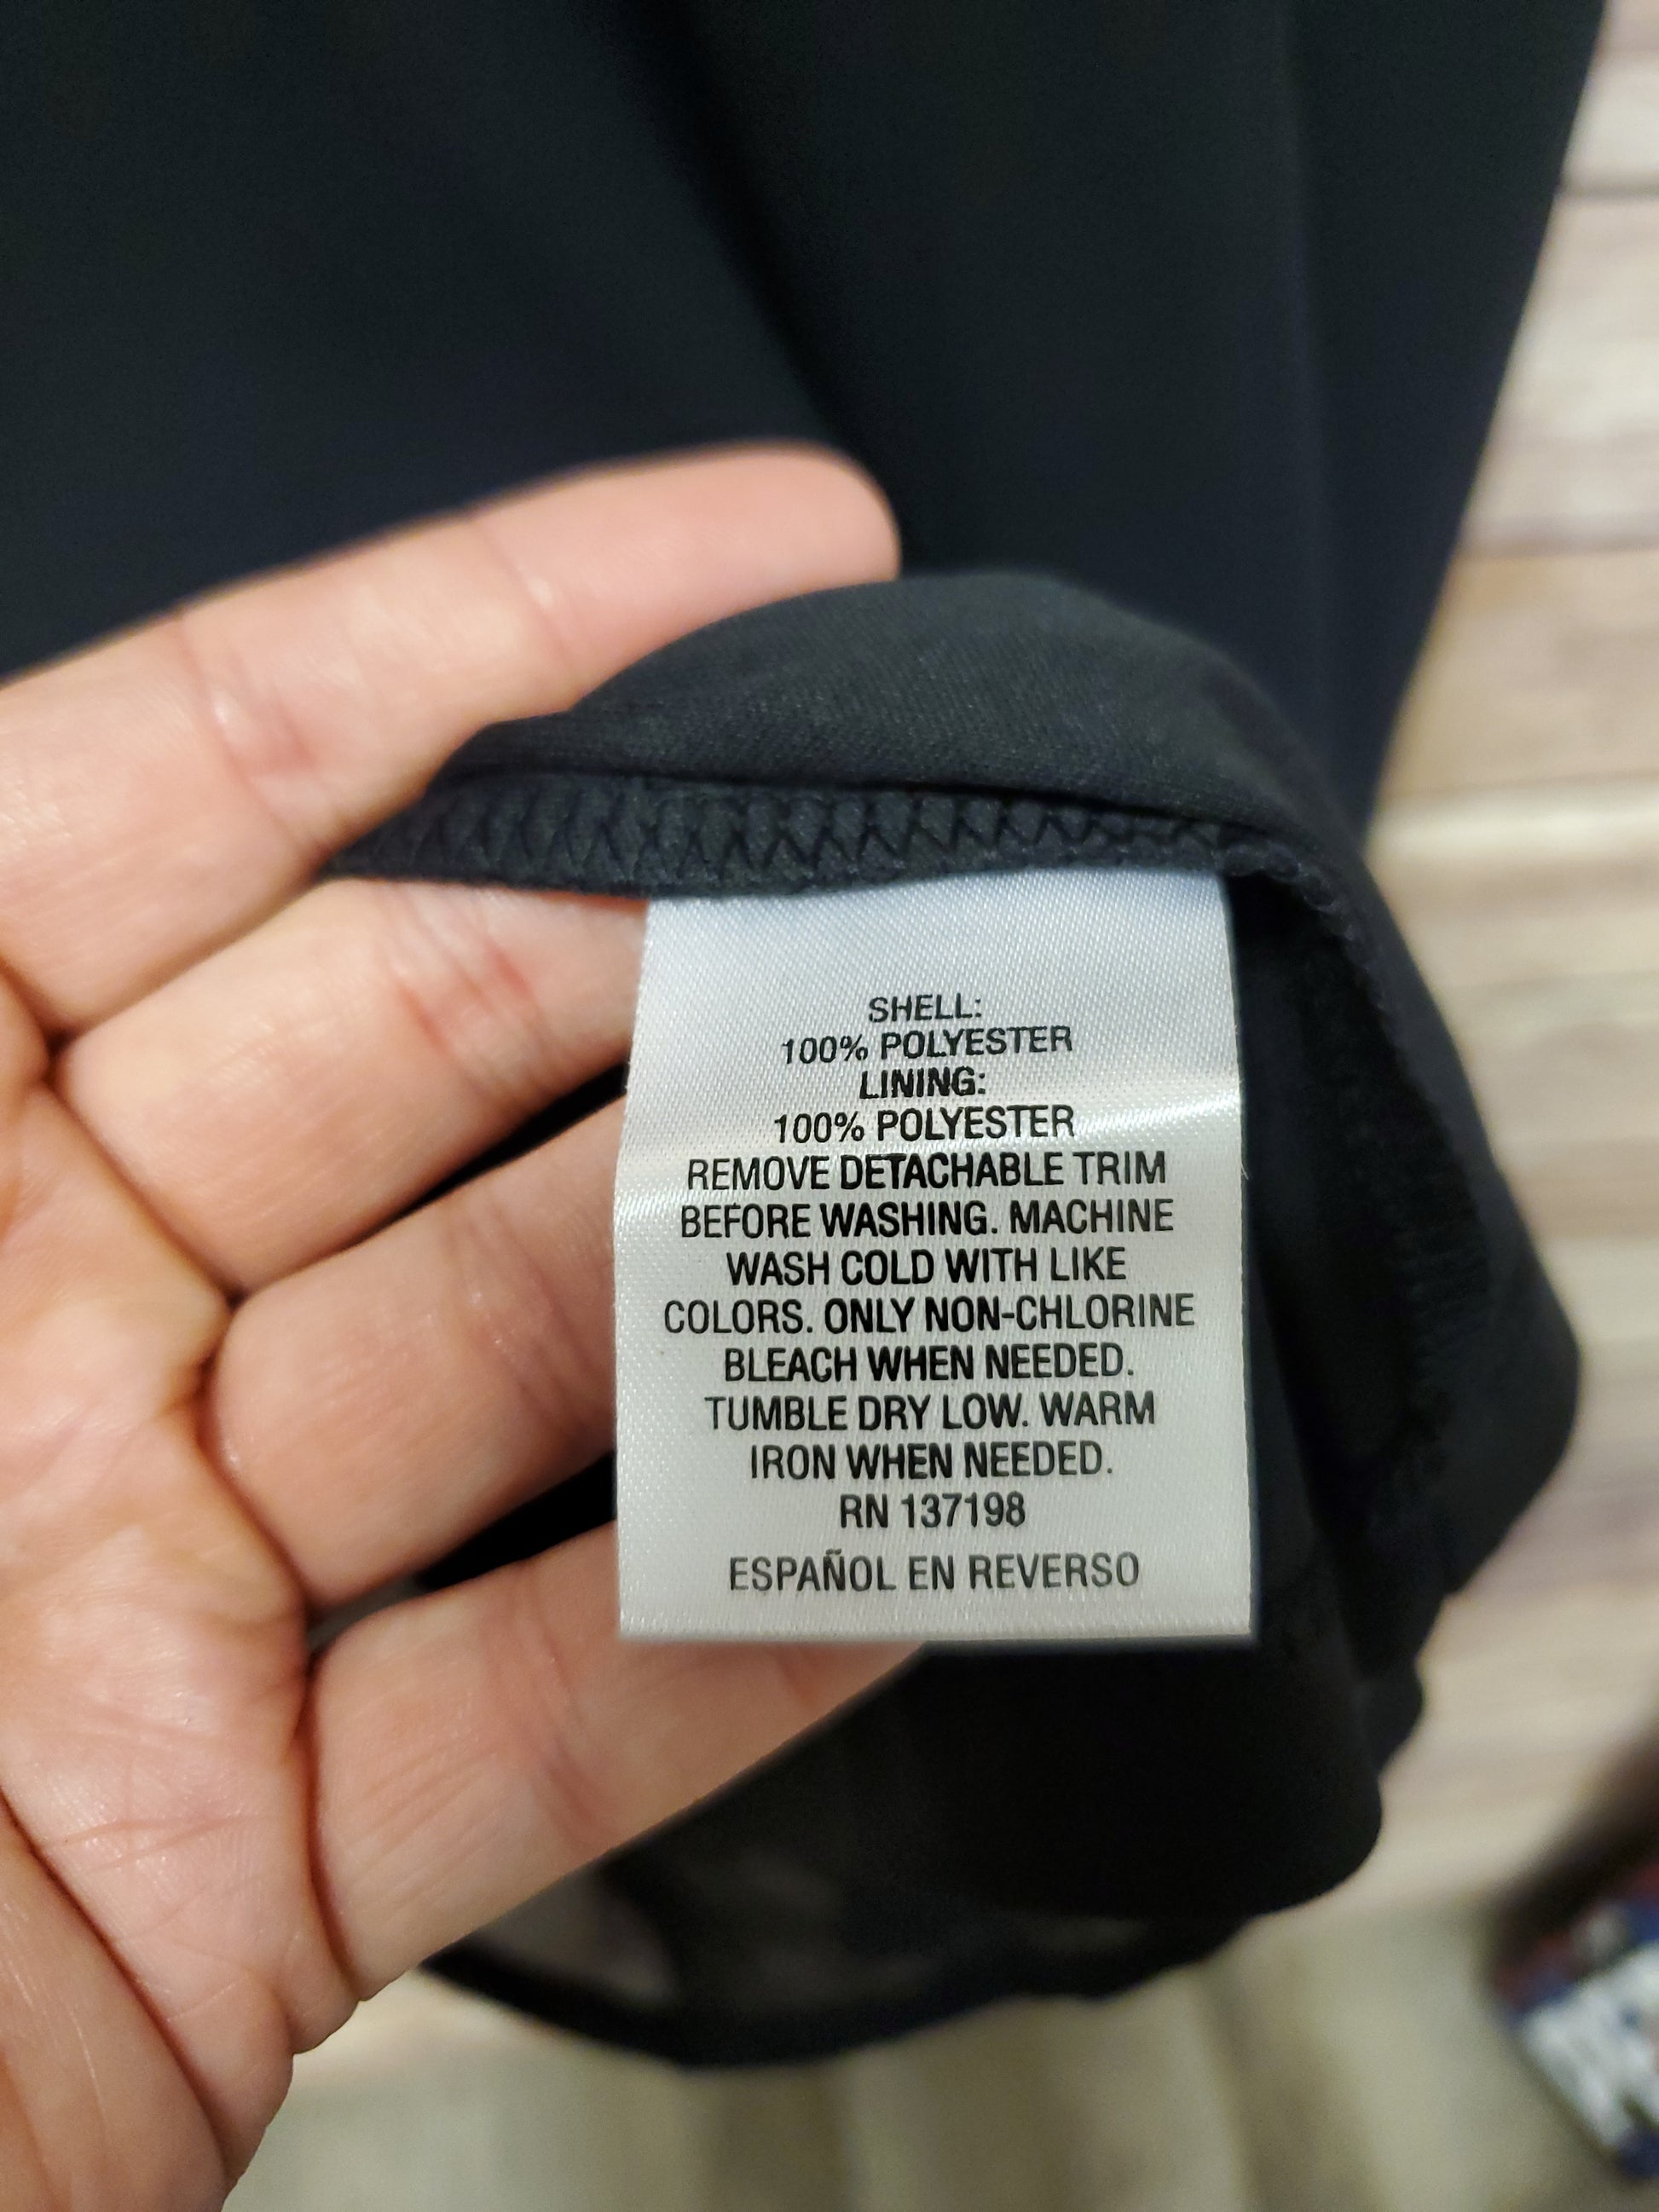 SHELL:
100% POLYESTER
LINING:
100% POLYESTER
REMOVE DETACHABLE TRIM
BEFORE WASHING. MACHINE
WASH COLD WITH LIKE
COLORS. ONLY NON-CHLORINE
BLEACH WHEN NEEDED.
TUMBLE DRY LOW. WARM
IRON WHEN NEEDED.
RN 137198
ESPAÑOL EN REVERSO